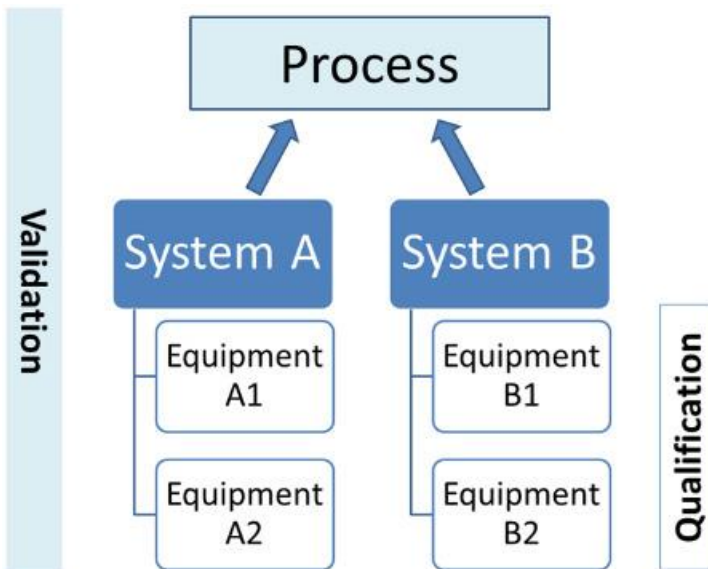 Process
Validation
System A
System B
Equipment
A1
Equipment
B1
Equipment
A2
Equipment
B2
Qualification